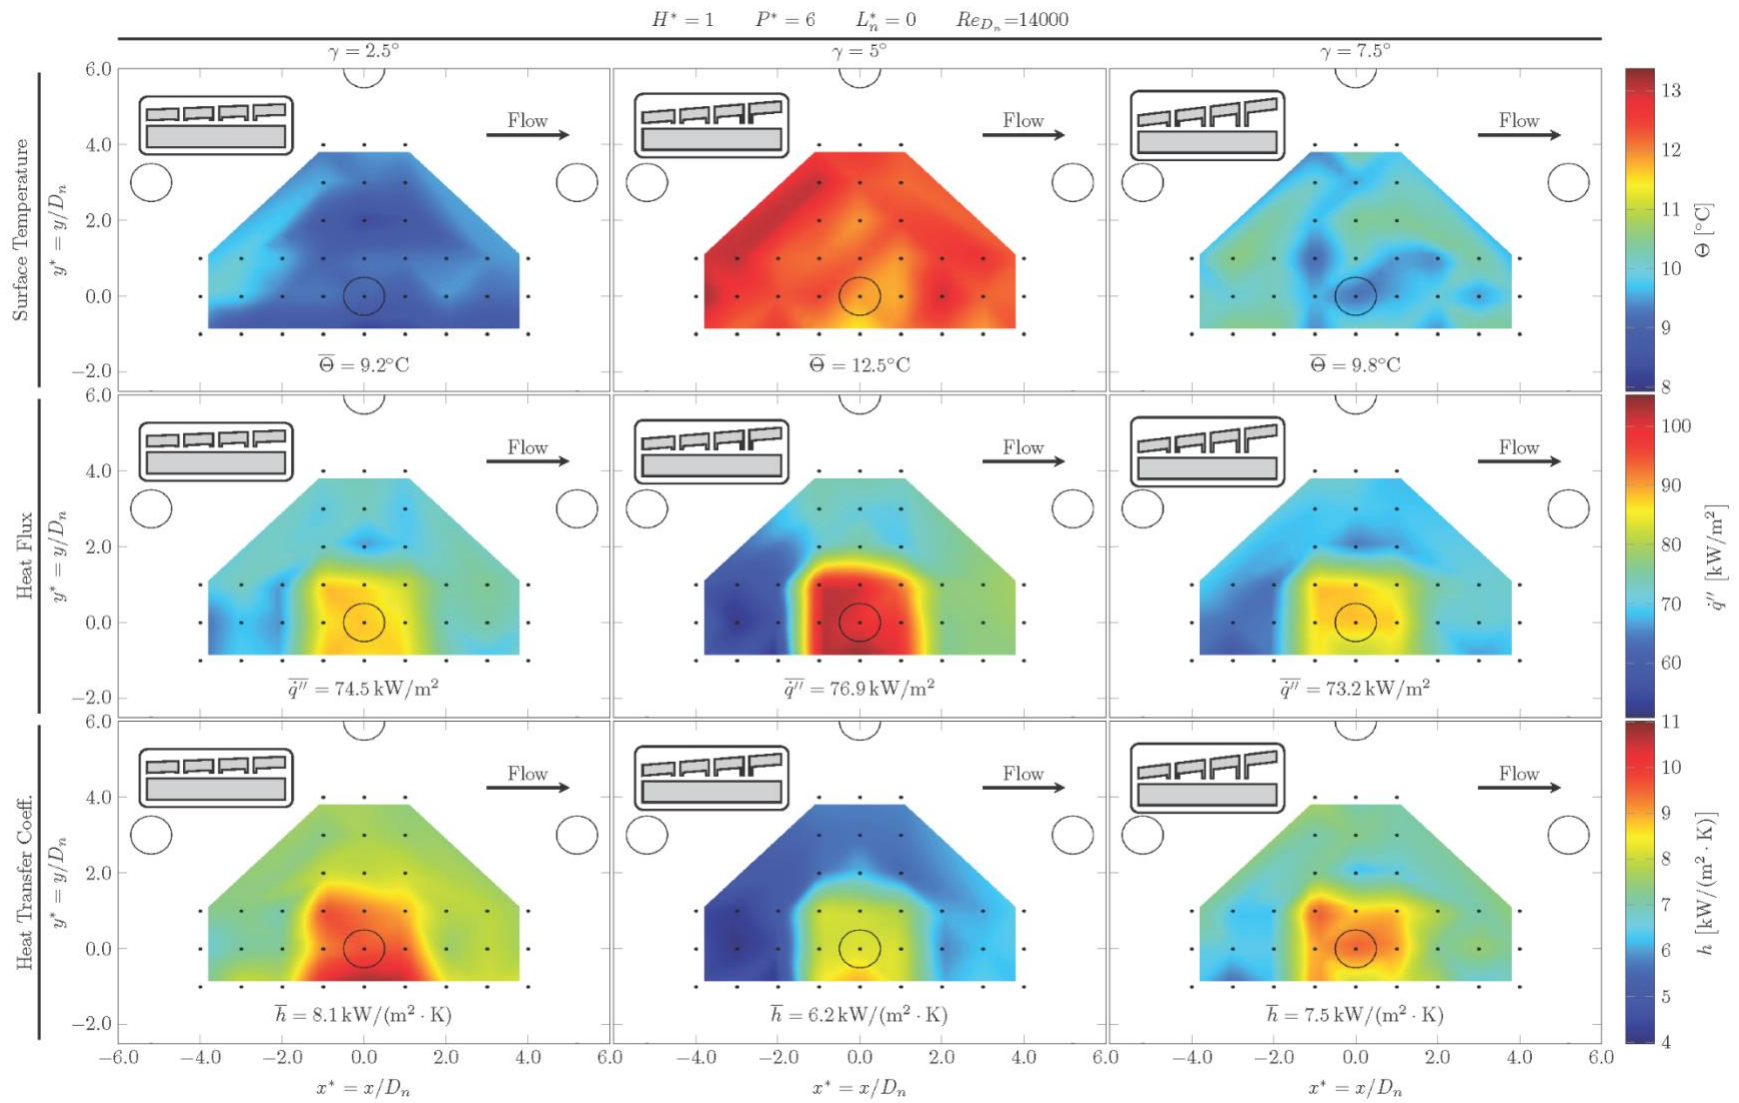 H* = 1 P* = 6 L*ₙ = 0 Re_Dₙ=14000
γ = 2.5° γ = 5° γ = 7.5°
Surface Temperature
y* = y/Dₙ
6.0
4.0
2.0
0.0
−2.0
Flow
Flow
Flow
Θ̅ = 9.2°C
Θ̅ = 12.5°C
Θ̅ = 9.8°C
13
12
11
10
9
8
Θ [°C]
Heat Flux
y* = y/Dₙ
6.0
4.0
2.0
0.0
−2.0
Flow
Flow
Flow
q̇″ = 74.5 kW/m²
q̇″ = 76.9 kW/m²
q̇″ = 73.2 kW/m²
100
90
80
70
60
q̇″ [kW/m²]
Heat Transfer Coeff.
y* = y/Dₙ
6.0
4.0
2.0
0.0
−2.0
Flow
Flow
Flow
h̅ = 8.1 kW/(m² · K)
h̅ = 6.2 kW/(m² · K)
h̅ = 7.5 kW/(m² · K)
11
10
9
8
7
6
5
4
h [kW/(m² · K)]
−6.0 −4.0 −2.0 0.0 2.0 4.0 6.0 −4.0 −2.0 0.0 2.0 4.0 6.0 −4.0 −2.0 0.0 2.0 4.0 6.0
x* = x/Dₙ x* = x/Dₙ x* = x/Dₙ